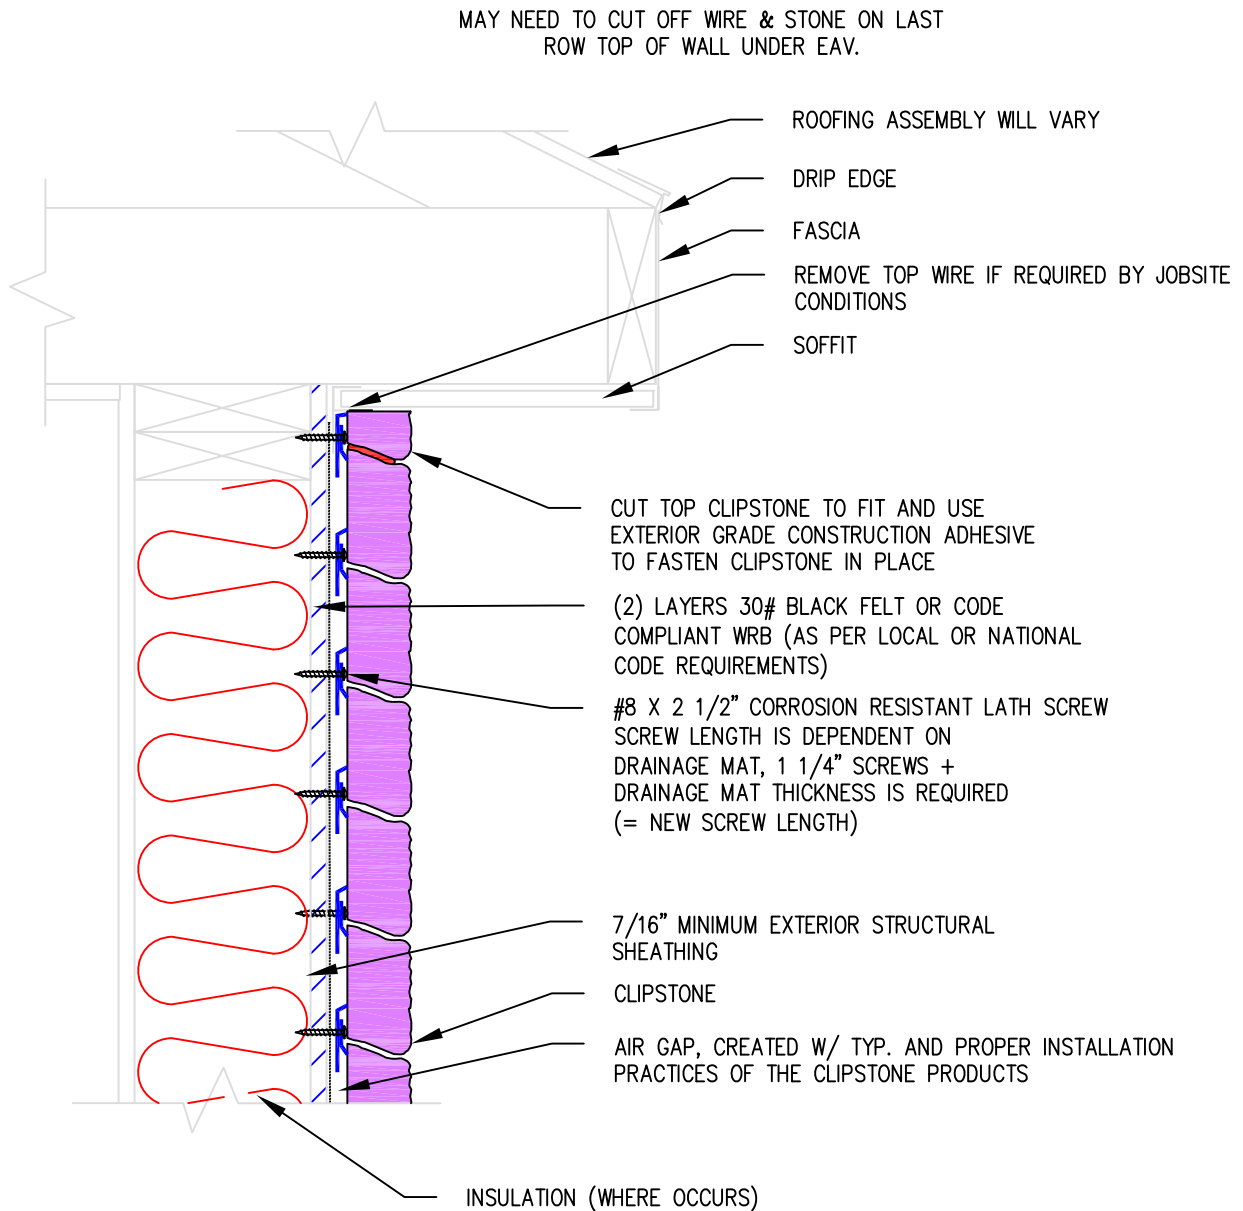 MAY NEED TO CUT OFF WIRE & STONE ON LAST
ROW TOP OF WALL UNDER EAV.
ROOFING ASSEMBLY WILL VARY
DRIP EDGE
FASCIA
REMOVE TOP WIRE IF REQUIRED BY JOBSITE
CONDITIONS
SOFFIT
CUT TOP CLIPSTONE TO FIT AND USE
EXTERIOR GRADE CONSTRUCTION ADHESIVE
TO FASTEN CLIPSTONE IN PLACE
(2) LAYERS 30# BLACK FELT OR CODE
COMPLIANT WRB (AS PER LOCAL OR NATIONAL
CODE REQUIREMENTS)
#8 X 2 1/2" CORROSION RESISTANT LATH SCREW
SCREW LENGTH IS DEPENDENT ON
DRAINAGE MAT, 1 1/4" SCREWS +
DRAINAGE MAT THICKNESS IS REQUIRED
(= NEW SCREW LENGTH)
7/16" MINIMUM EXTERIOR STRUCTURAL
SHEATHING
CLIPSTONE
AIR GAP, CREATED W/ TYP. AND PROPER INSTALLATION
PRACTICES OF THE CLIPSTONE PRODUCTS
INSULATION (WHERE OCCURS)